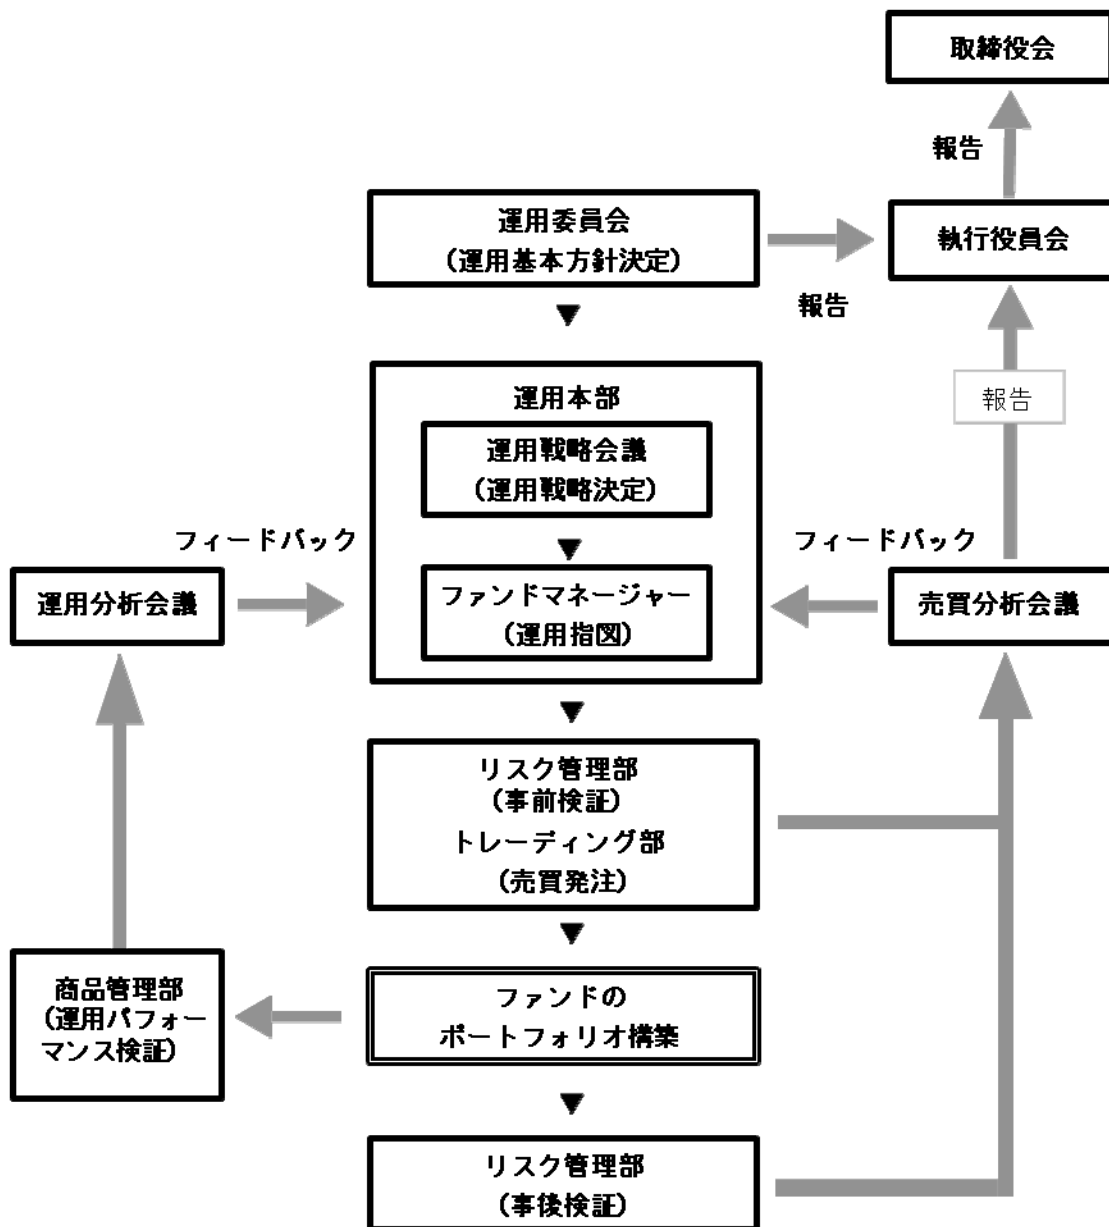 取締役会
報告
運用委員会
(運用基本方針決定)
執行役員会
報告
運用本部
報告
運用戦略会議
(運用戦略決定)
フィードバック
フィードバック
運用分析会議
ファンドマネージャー
(運用指図)
売買分析会議
リスク管理部
(事前検証)
トレーディング部
(売買発注)
商品管理部
(運用パフォー
マンス検証)
ファンドの
ポートフォリオ構築
リスク管理部
(事後検証)